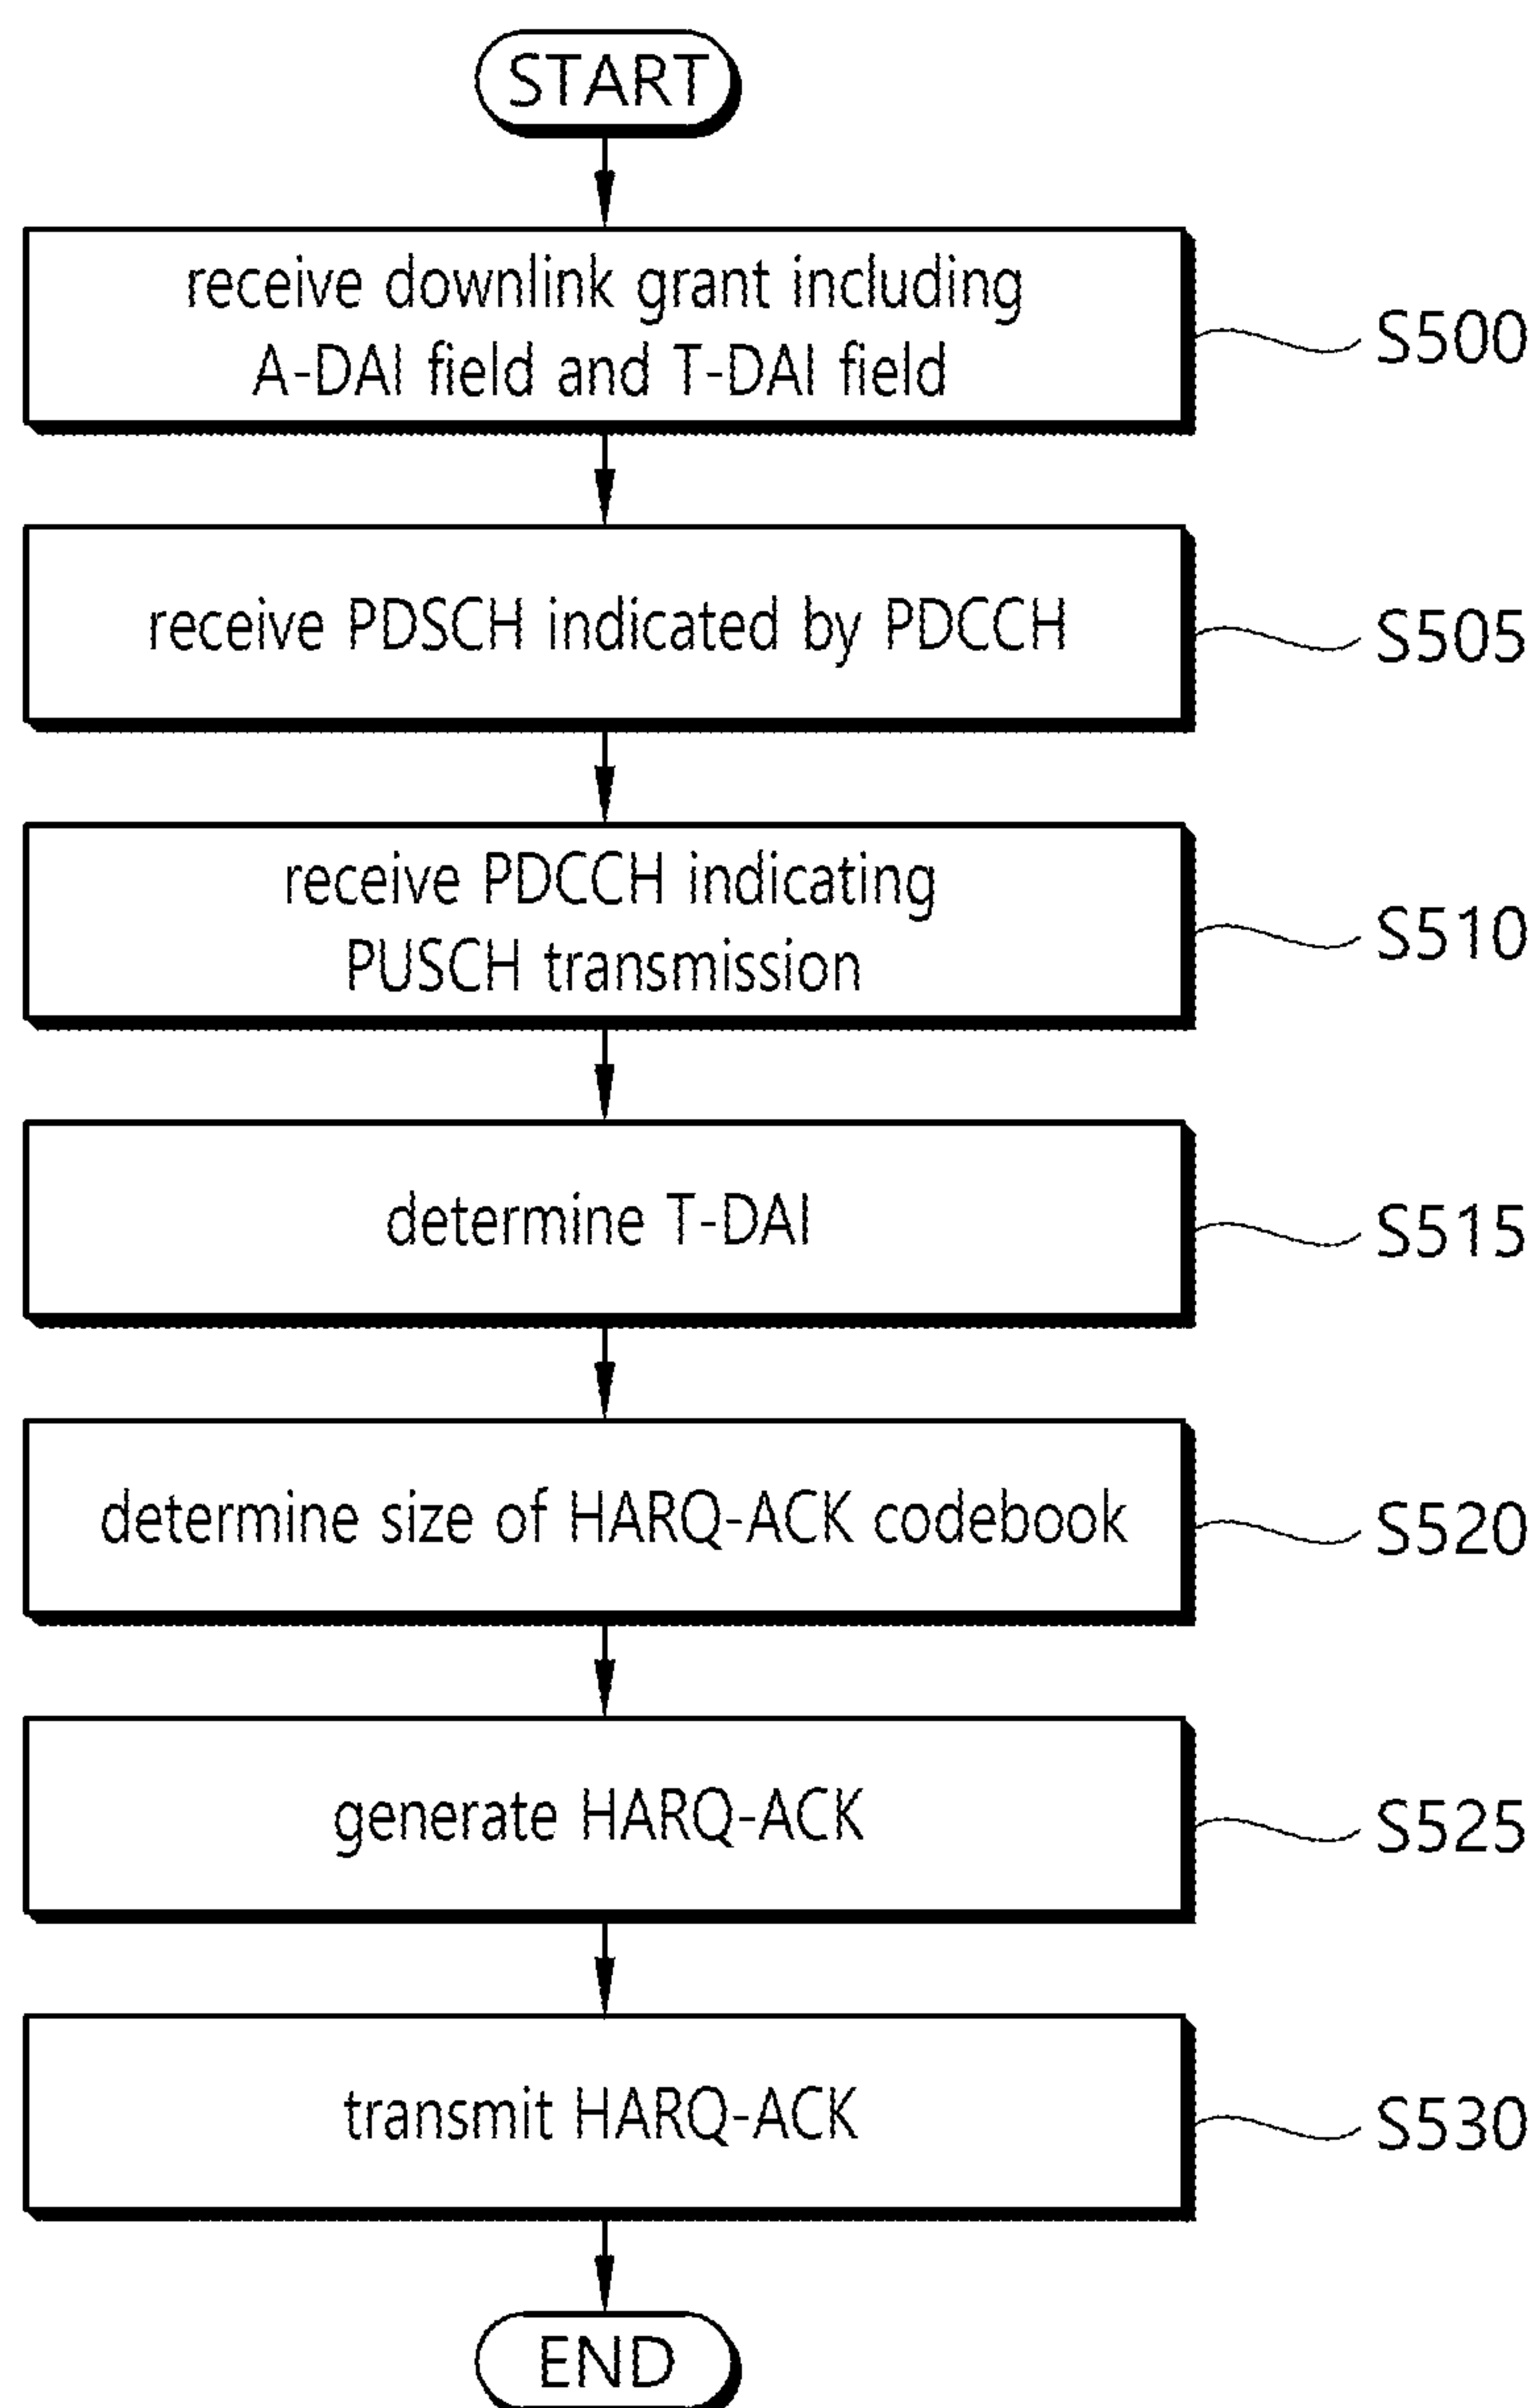 START
receive downlink grant including
A-DAI field and T-DAI field
S500
receive PDSCH indicated by PDCCH
S505
receive PDCCH indicating
PUSCH transmission
S510
determine T-DAI
S515
determine size of HARQ-ACK codebook
S520
generate HARQ-ACK
S525
transmit HARQ-ACK
S530
END